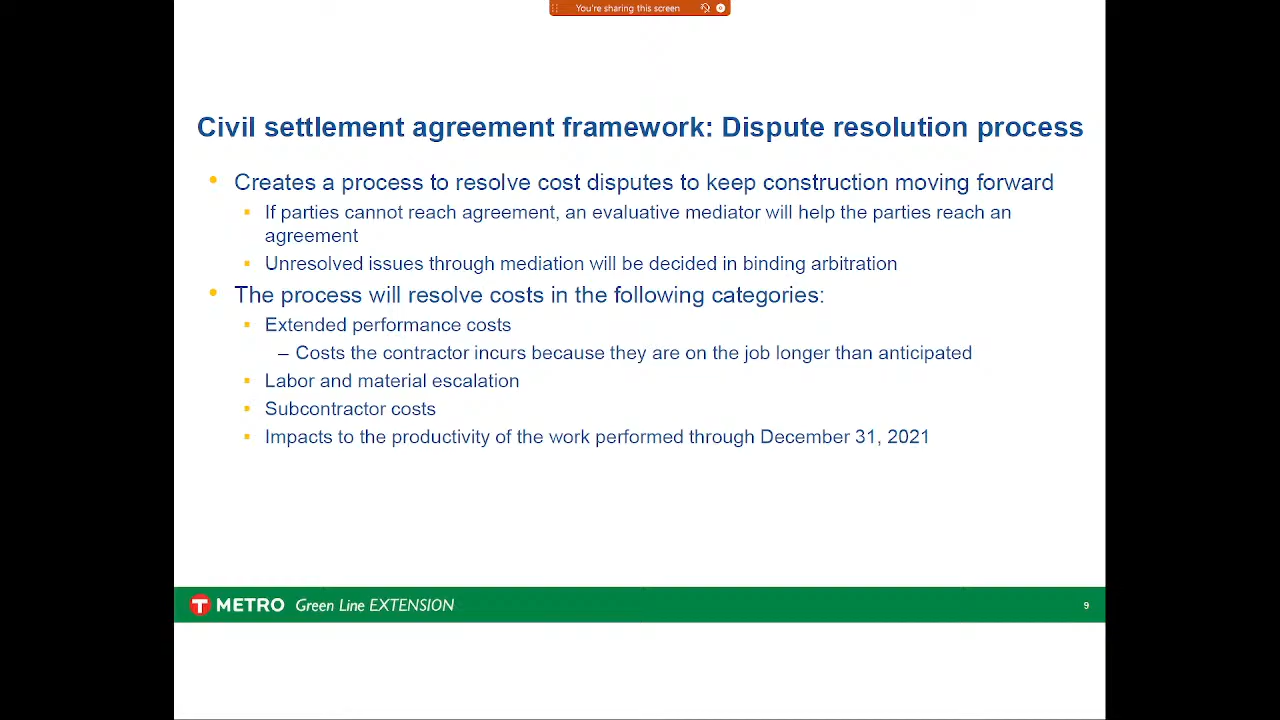 You're sharing this screen
Civil settlement agreement framework: Dispute resolution process
• Creates a process to resolve cost disputes to keep construction moving forward
▪ If parties cannot reach agreement, an evaluative mediator will help the parties reach an
agreement
▪ Unresolved issues through mediation will be decided in binding arbitration
• The process will resolve costs in the following categories:
▪ Extended performance costs
– Costs the contractor incurs because they are on the job longer than anticipated
▪ Labor and material escalation
▪ Subcontractor costs
▪ Impacts to the productivity of the work performed through December 31, 2021
T METRO Green Line EXTENSION
9